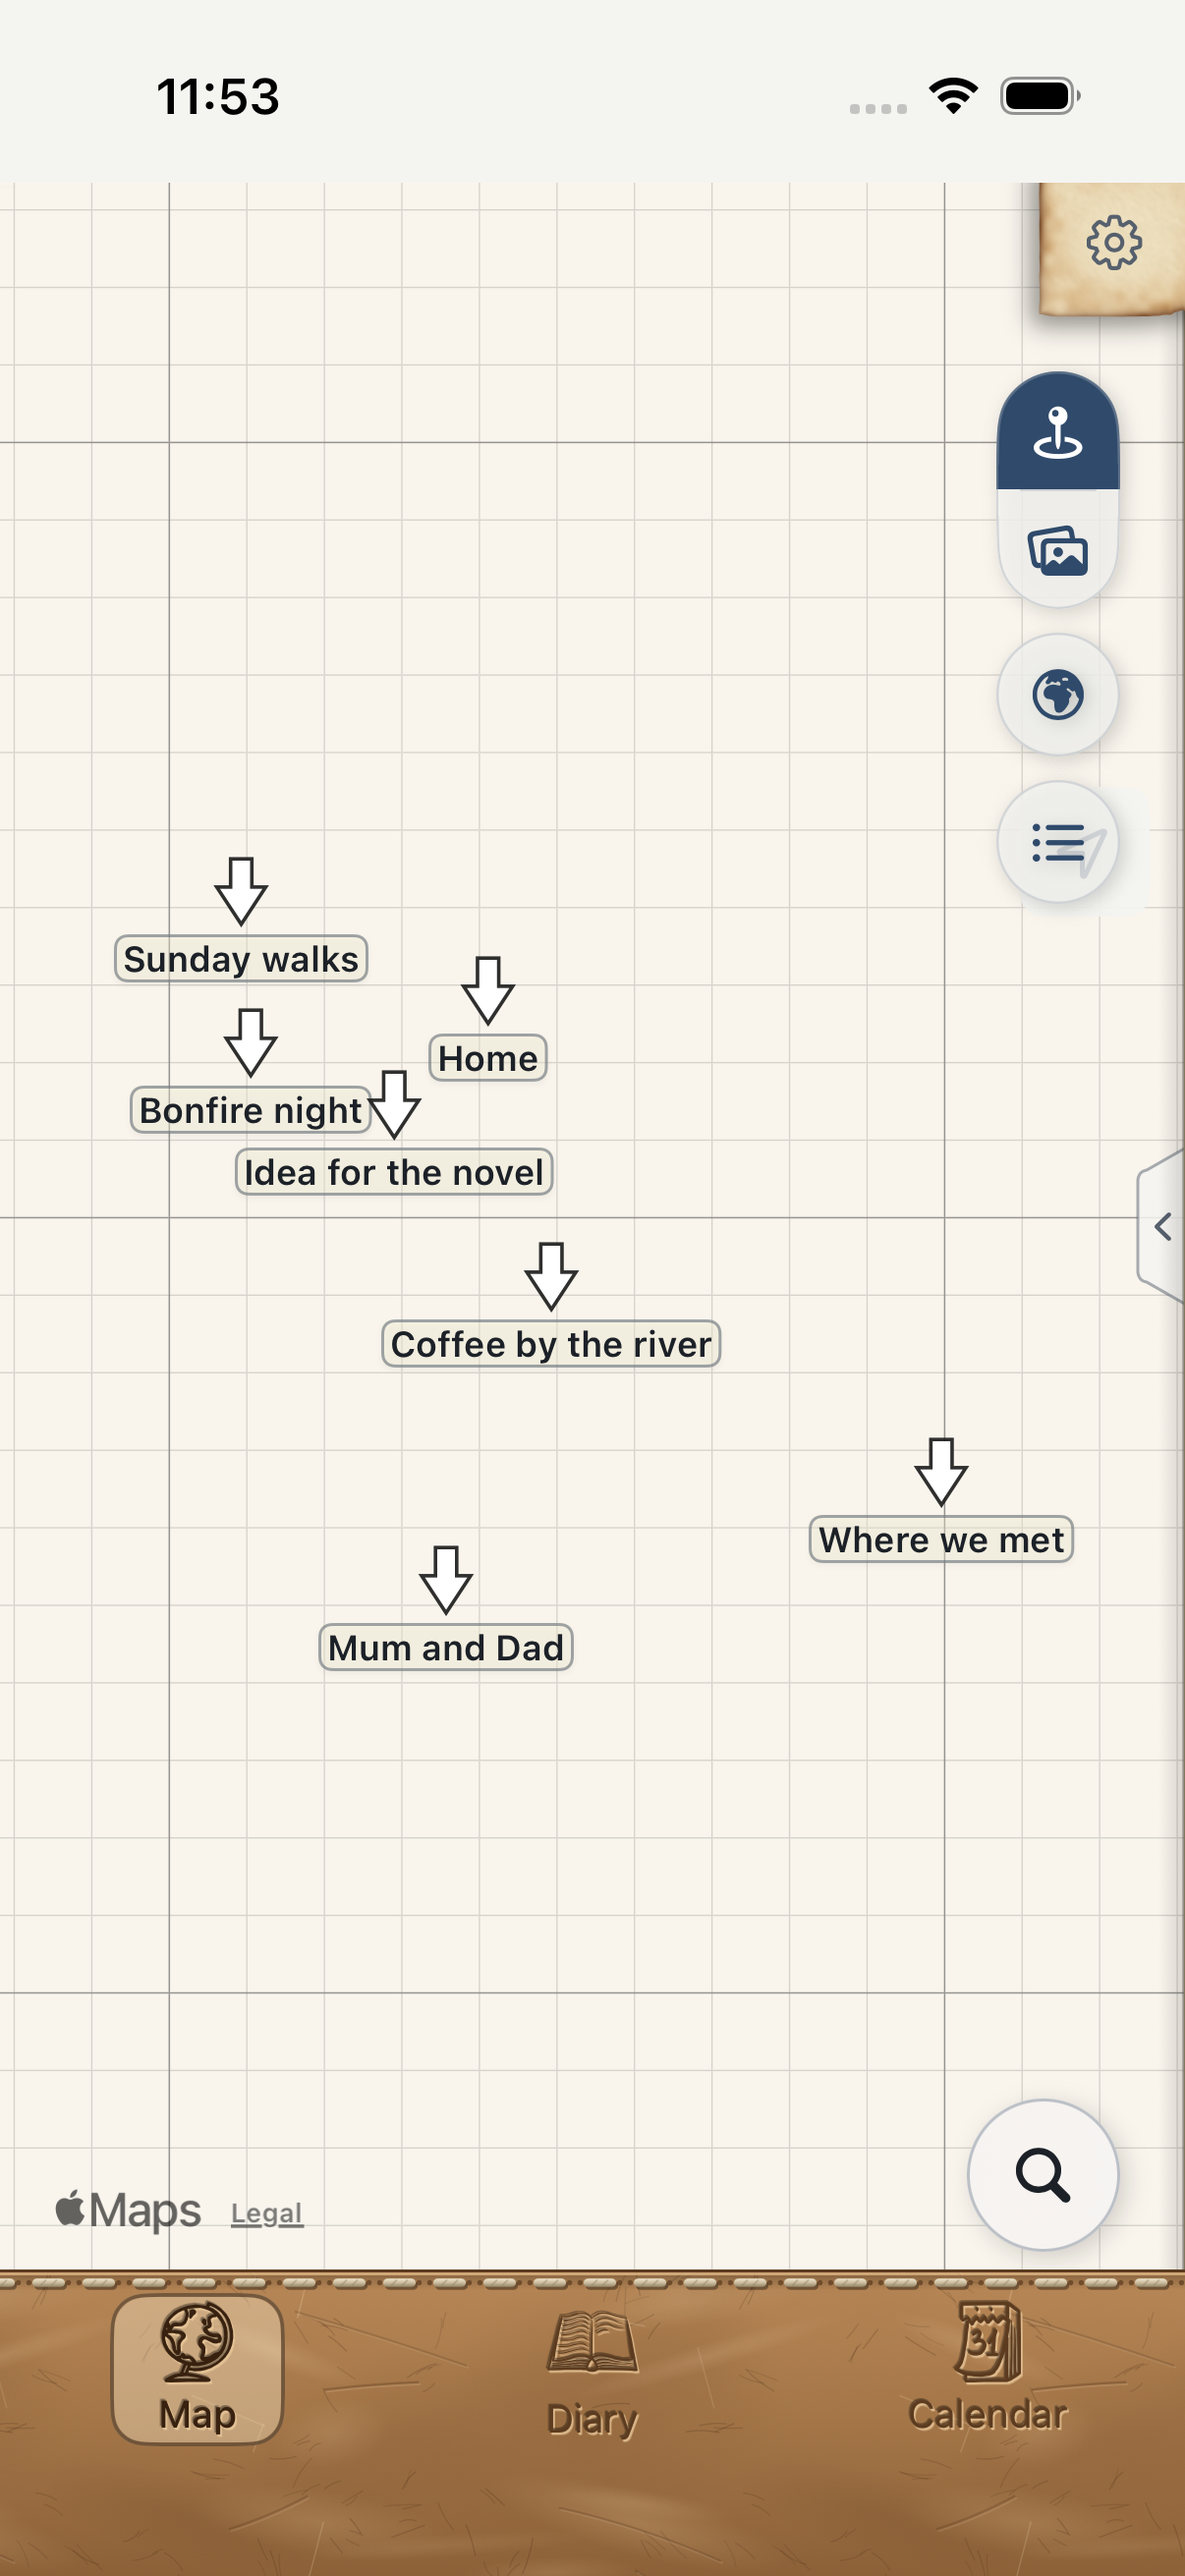 11:53
Sunday walks
Home
Bonfire night
Idea for the novel
Coffee by the river
Where we met
Mum and Dad
Maps Legal
31
Map
Diary
Calendar